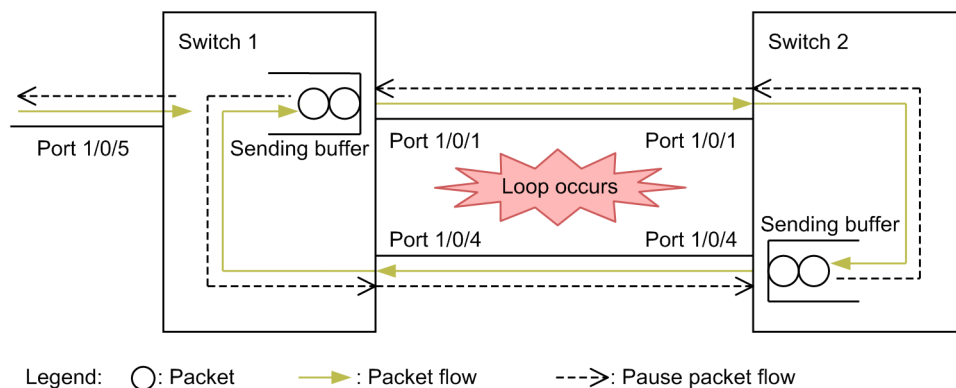 Switch 1
Switch 2
Port 1/0/5
Sending buffer
Port 1/0/1
Port 1/0/1
Loop occurs
Port 1/0/4
Port 1/0/4
Sending buffer
Legend: : Packet : Packet flow : Pause packet flow